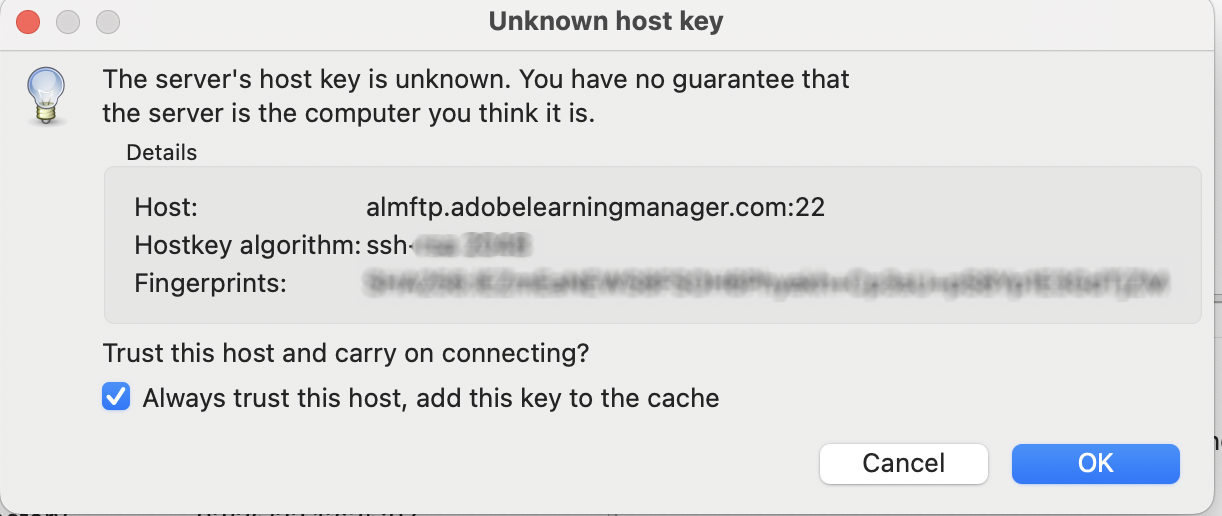 Unknown host key
The server's host key is unknown. You have no guarantee that
the server is the computer you think it is.
Details
Host: almftp.adobelearningmanager.com:22
Hostkey algorithm: ssh-
Fingerprints:
Trust this host and carry on connecting?
Always trust this host, add this key to the cache
Cancel OK